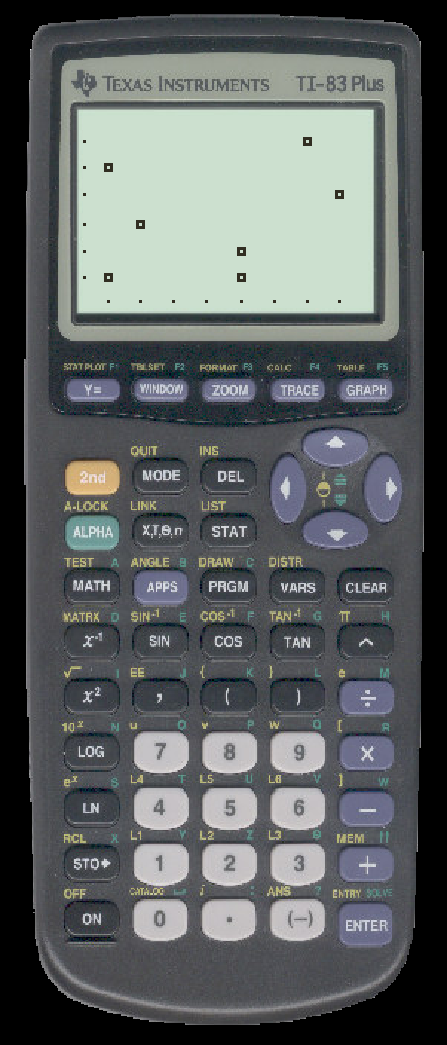 TEXAS INSTRUMENTS TI-83 Plus
STAT PLOT F1 TBLSET F2 FORMAT F3 CALC F4 TABLE F5
Y= WINDOW ZOOM TRACE GRAPH
QUIT INS
2nd MODE DEL
A-LOCK LINK LIST
ALPHA X,T,Θ,n STAT
TEST A ANGLE B DRAW C DISTR
MATH APPS PRGM VARS CLEAR
MATRX D SIN⁻¹ E COS⁻¹ F TAN⁻¹ G π H
x⁻¹ SIN COS TAN ^
√ I EE J { K } L e M
x² , ( ) ÷
10ˣ N u O v P w Q [ R
LOG 7 8 9 ×
eˣ S L4 T L5 U L6 V ] W
LN 4 5 6 −
RCL X L1 Y L2 Z L3 θ MEM "
STO▸ 1 2 3 +
OFF CATALOG i : ANS ? ENTRY SOLVE
ON 0 . (−) ENTER